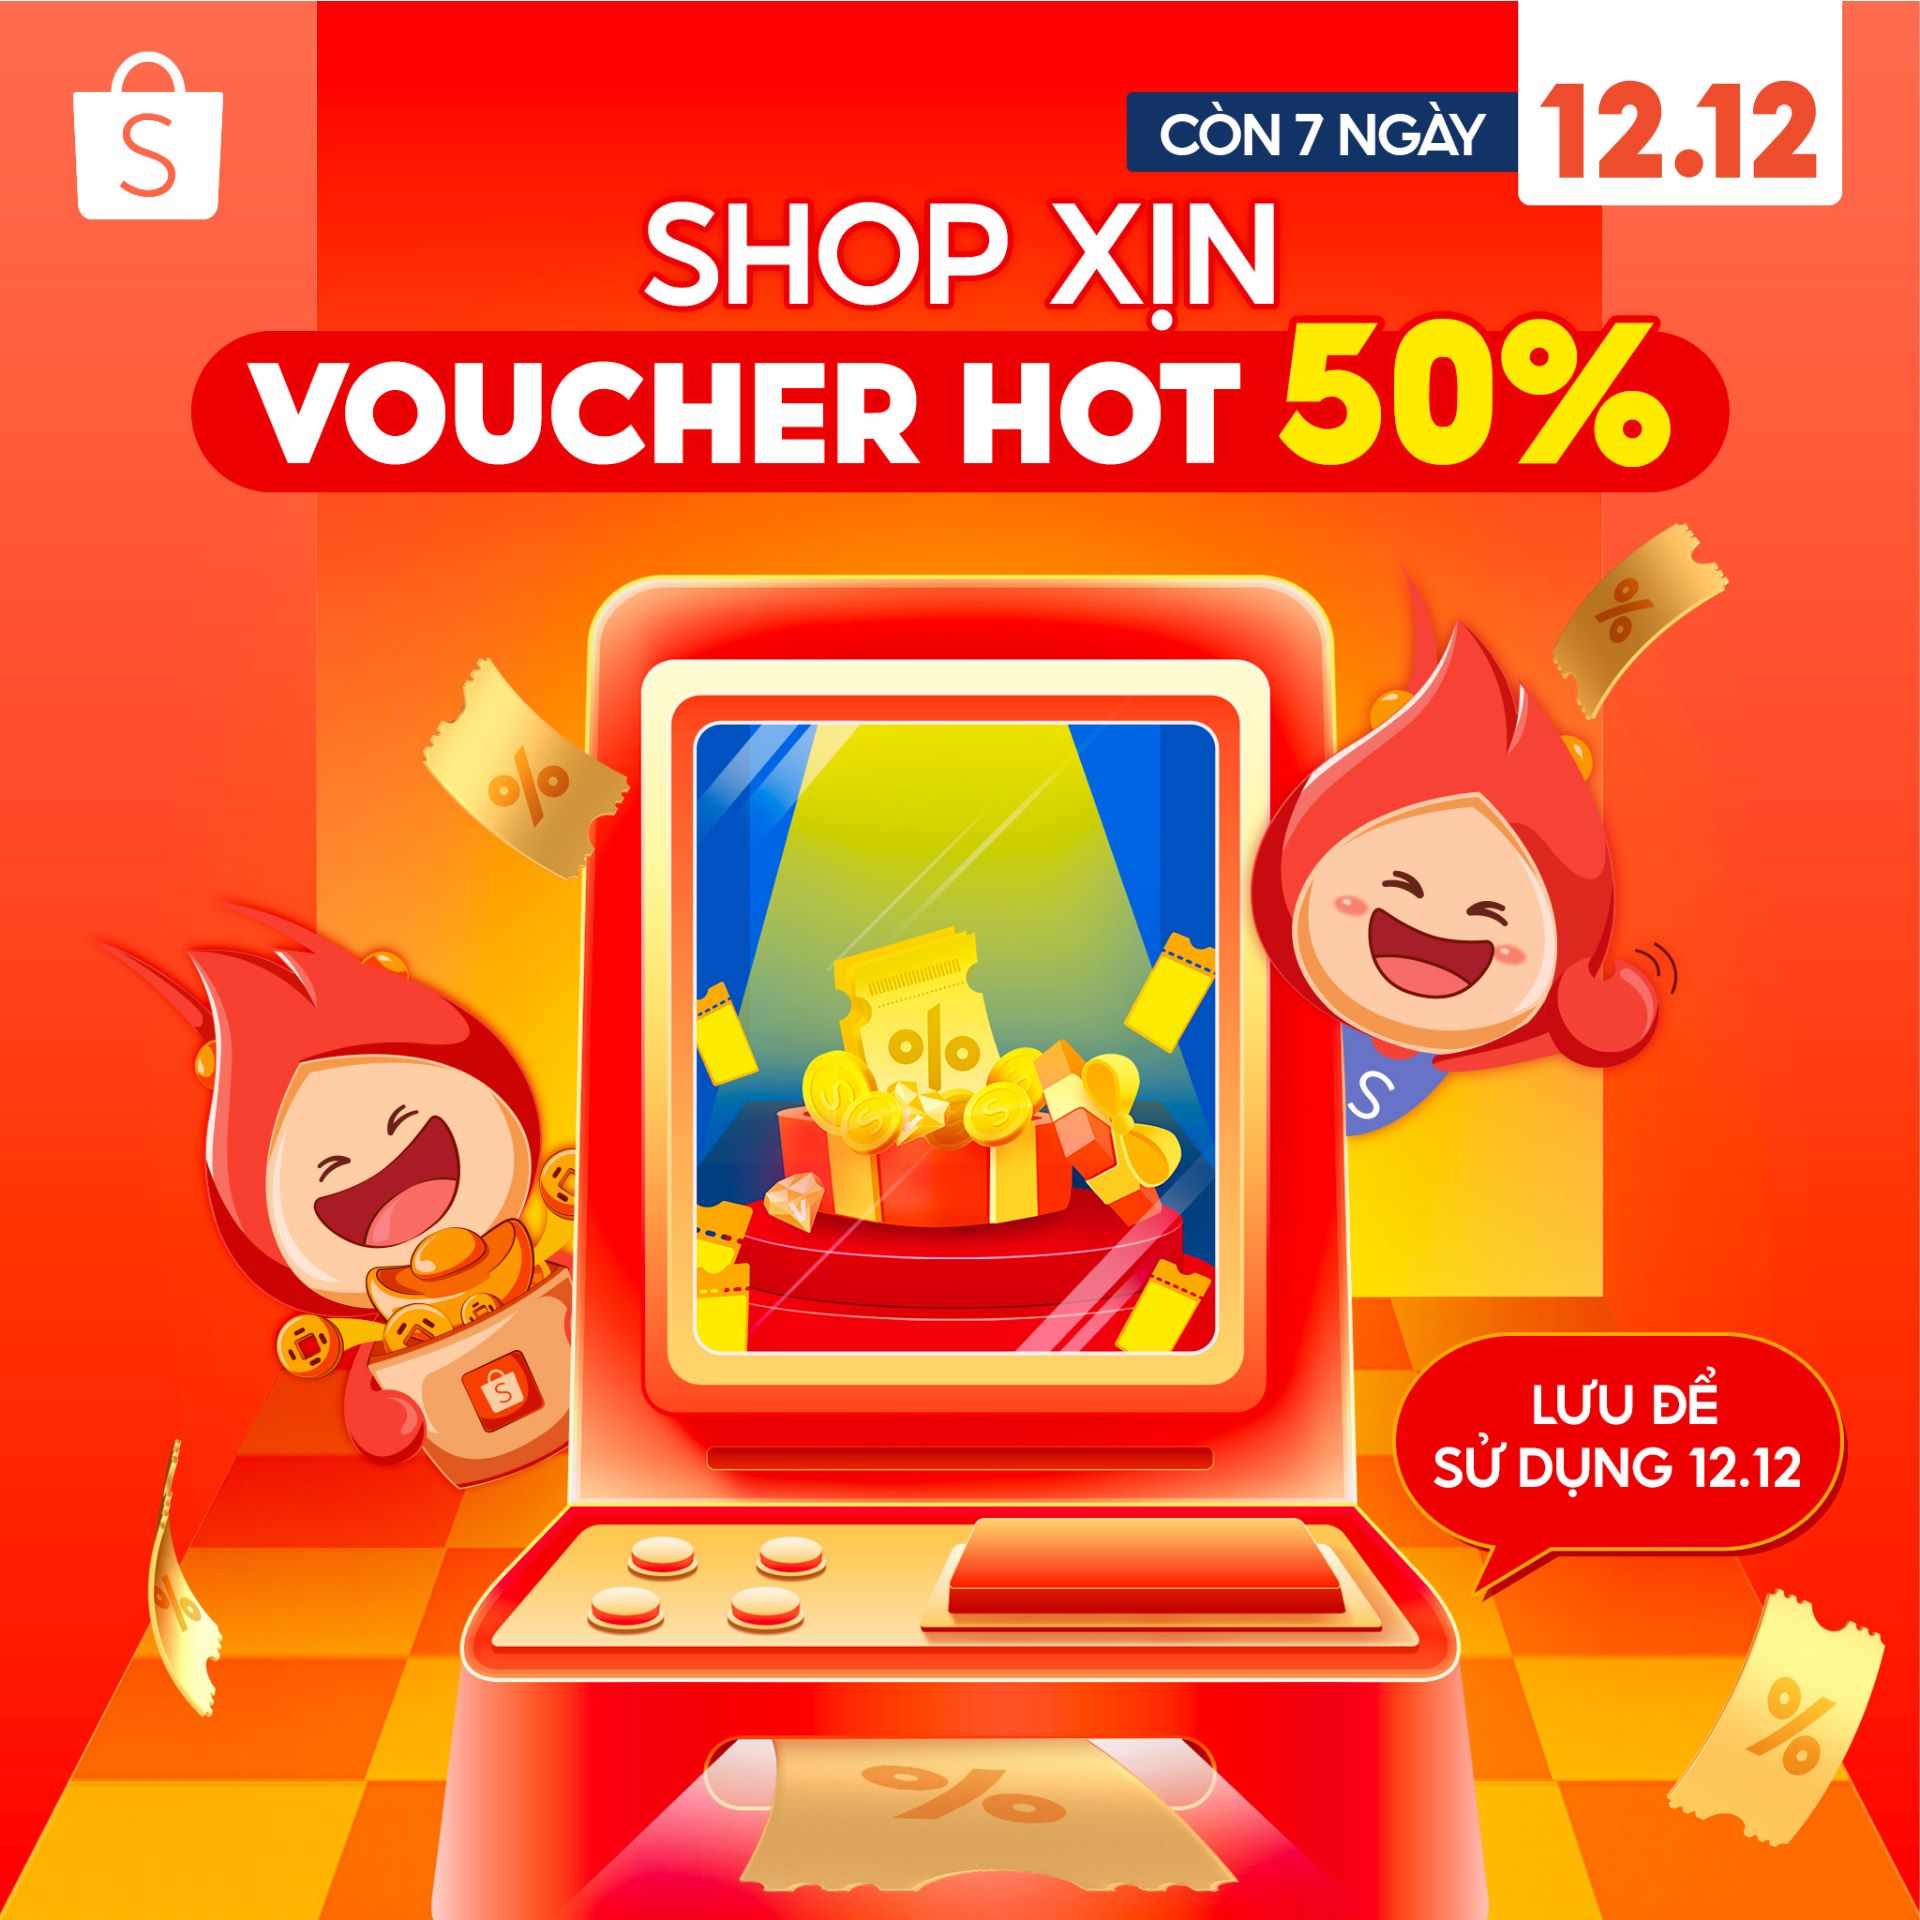 S
CÒN 7 NGÀY 12.12
SHOP XỊN
VOUCHER HOT 50%
%
%
%
S
S
LƯU ĐỂ
SỬ DỤNG 12.12
%
%
%